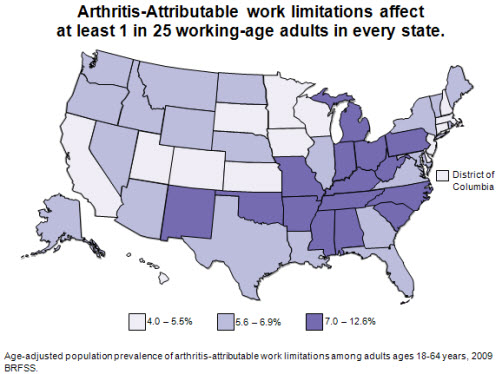 Arthritis-Attributable work limitations affect
at least 1 in 25 working-age adults in every state.
District of
Columbia
4.0 – 5.5%
5.6 – 6.9%
7.0 – 12.6%
Age-adjusted population prevalence of arthritis-attributable work limitations among adults ages 18-64 years, 2009
BRFSS.